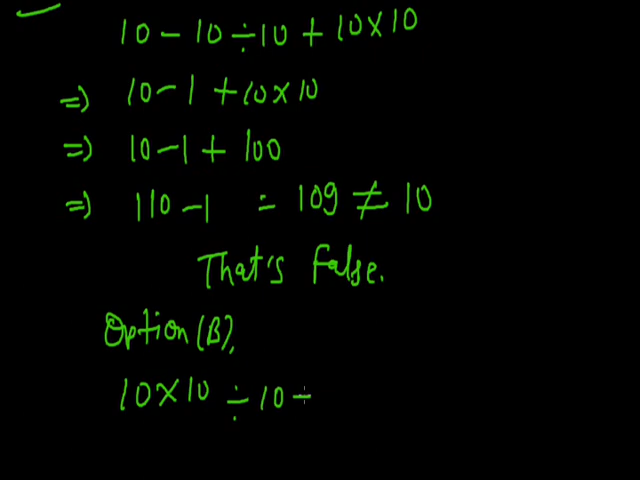 10 - 10 ÷ 10 + 10 × 10
⇒) 10 - 1 + 10 × 10
⇒) 10 - 1 + 100
⇒) 110 - 1 = 109 ≠ 10
That's false.
Option (B),
10 × 10 ÷ 10 -